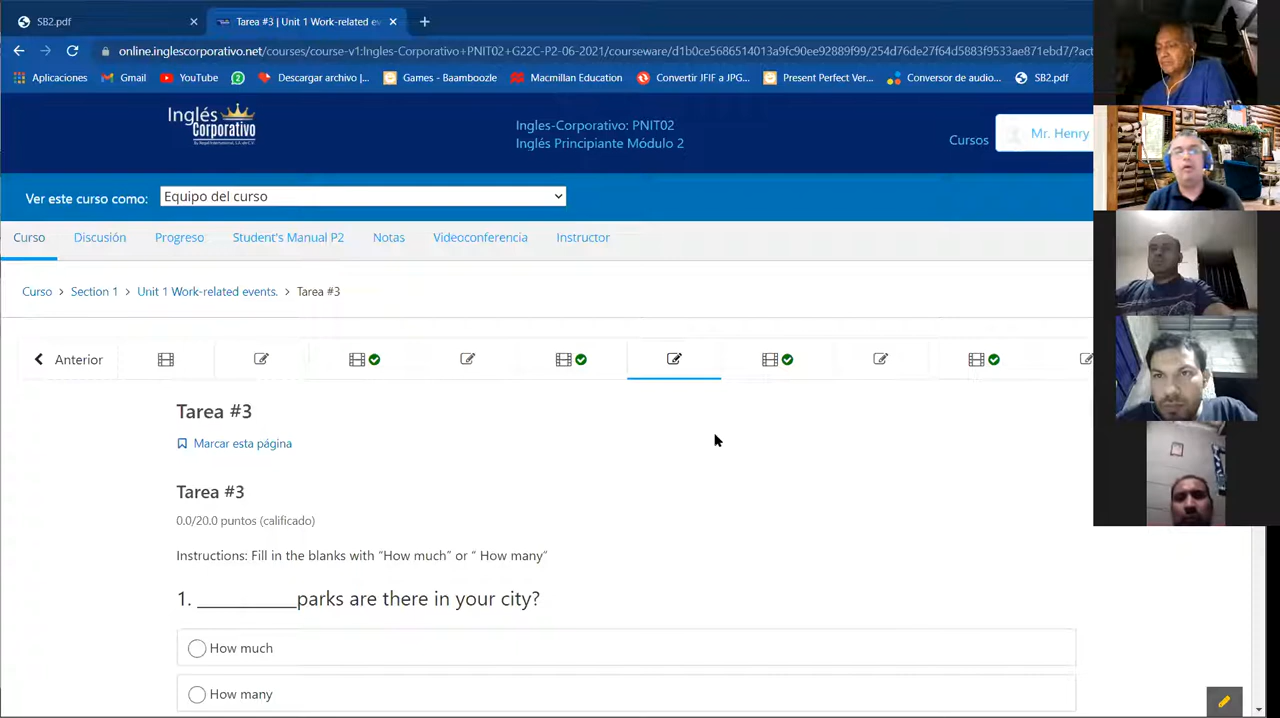 SB2.pdf
Tarea #3 | Unit 1 Work-related ev
online.inglescorporativo.net/courses/course-v1:Ingles-Corporativo+PNIT02+G22C-P2-06-2021/courseware/d1b0ce5686514013a9fc90ee92889f99/254d76de27f64d5883f9533ae871ebd7/?act
Aplicaciones Gmail YouTube Descargar archivo |... Games - Baamboozle Macmillan Education Convertir JFIF a JPG... Present Perfect Ver... Conversor de audio... SB2.pdf
Inglés
Corporativo
Ingles-Corporativo: PNIT02
Inglés Principiante Módulo 2
Cursos Mr. Henry
Ver este curso como: Equipo del curso
Curso Discusión Progreso Student's Manual P2 Notas Videoconferencia Instructor
Curso > Section 1 > Unit 1 Work-related events. > Tarea #3
Anterior
Tarea #3
Marcar esta página
Tarea #3
0.0/20.0 puntos (calificado)
Instructions: Fill in the blanks with “How much” or “ How many”
1. __________parks are there in your city?
How much
How many